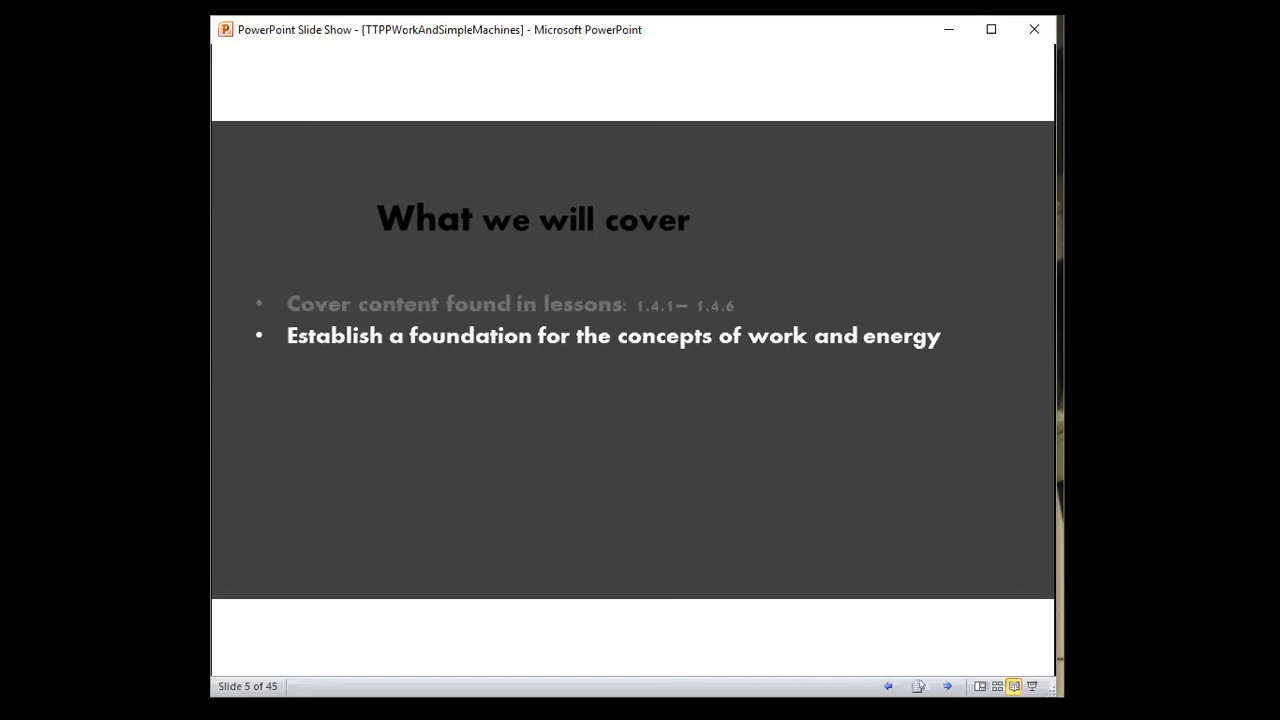 PowerPoint Slide Show - [TTPPWorkAndSimpleMachines] - Microsoft PowerPoint
What we will cover
• Cover content found in lessons: 1.4.1– 1.4.6
• Establish a foundation for the concepts of work and energy
Slide 5 of 45